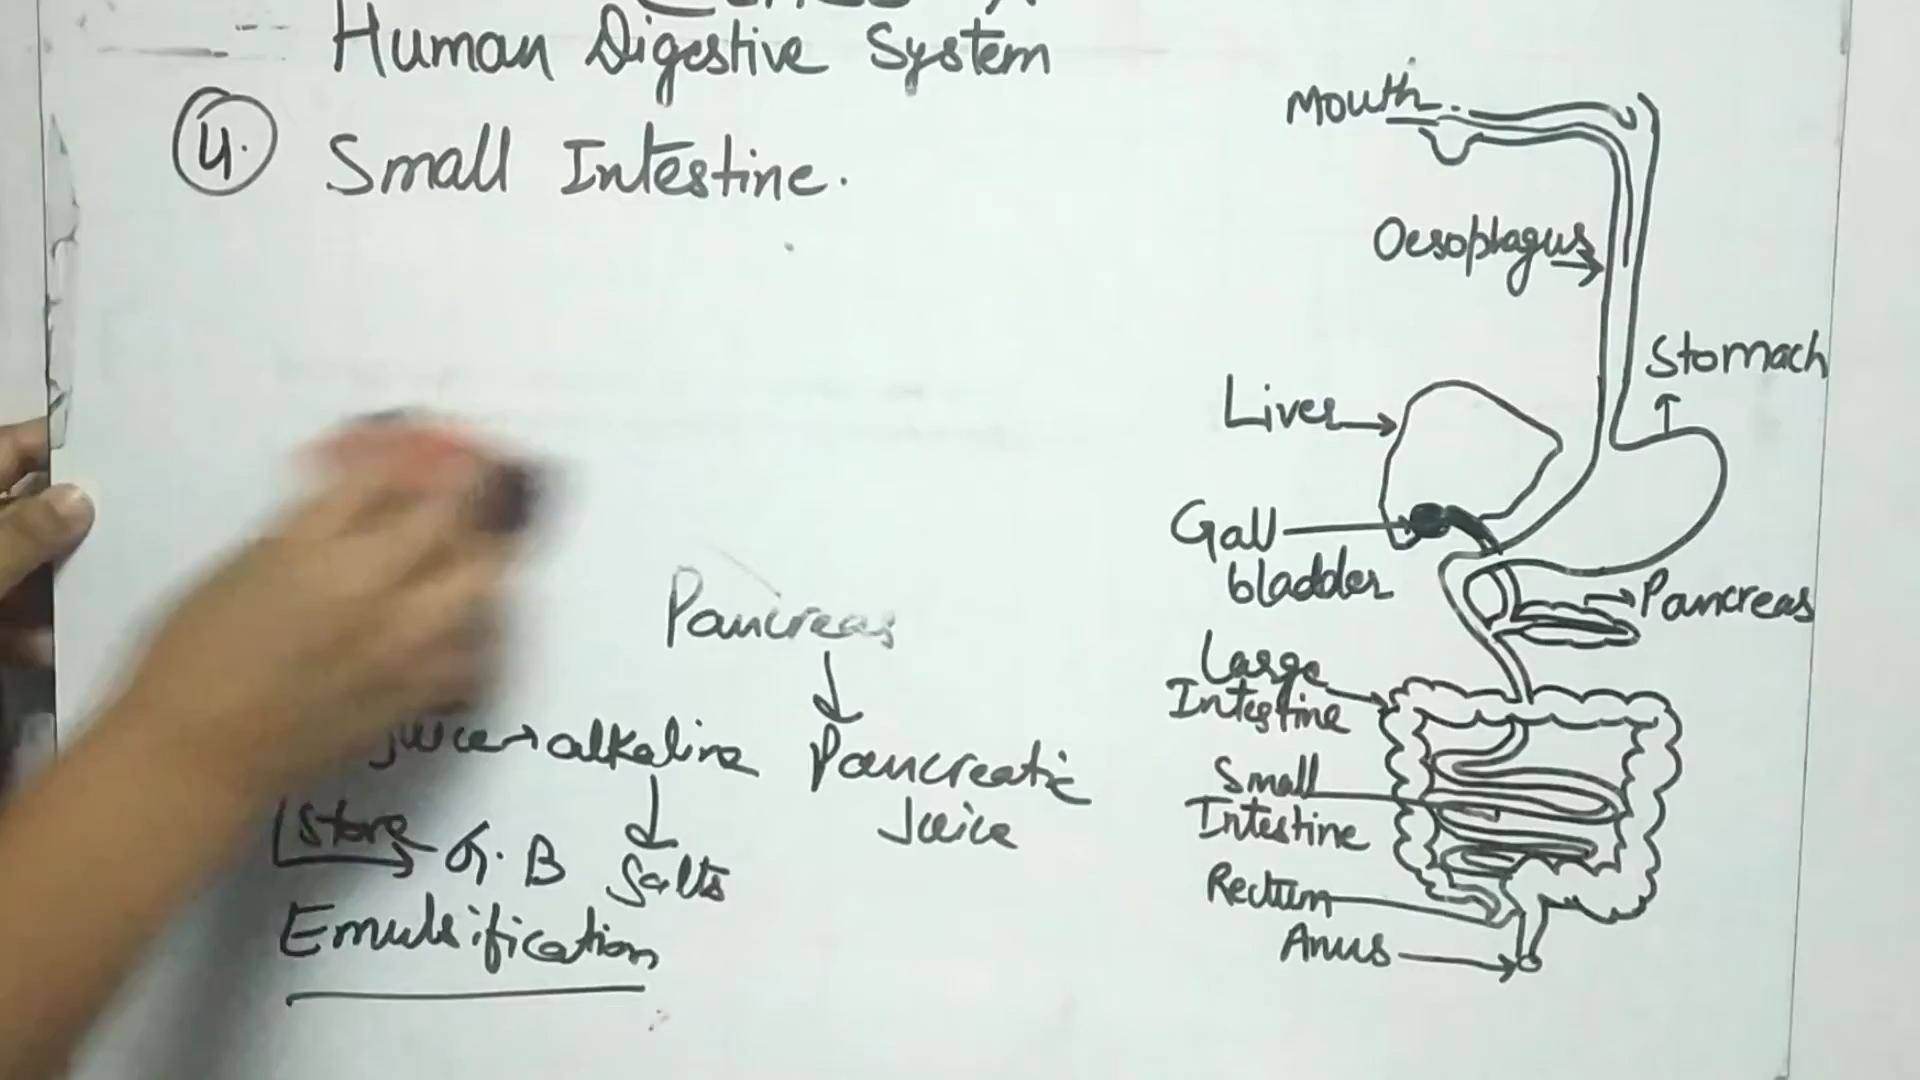 Human Digestive System
4.
Small Intestine.
Pancreas
juice → alkaline
Pancreatic
Juice
Store
G.B
Salts
Emulsification
Mouth
Oesophagus
Stomach
Liver
Gall
bladder
Pancreas
Large
Intestine
Small
Intestine
Rectum
Anus